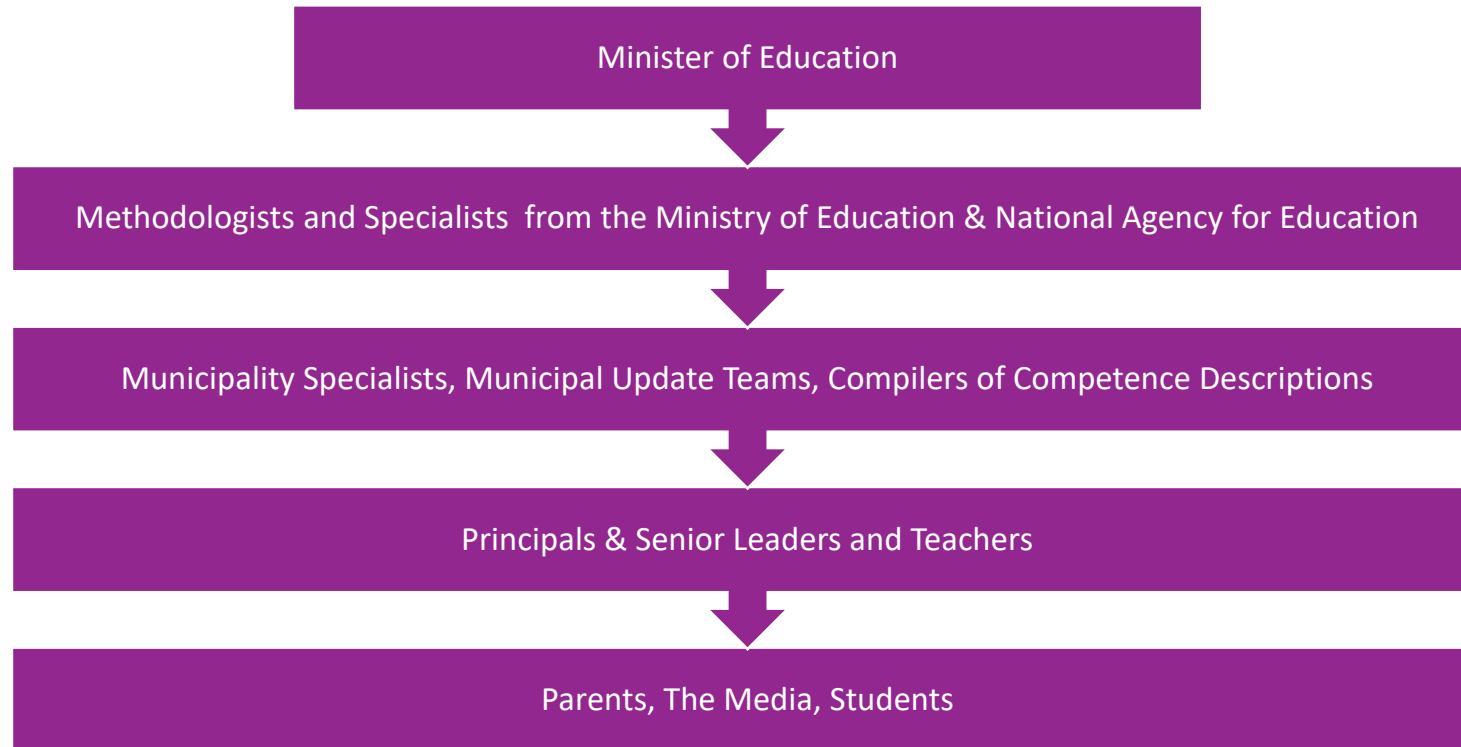 Minister of Education
Methodologists and Specialists  from the Ministry of Education & National Agency for Education
Municipality Specialists, Municipal Update Teams, Compilers of Competence Descriptions
Principals & Senior Leaders and Teachers
Parents, The Media, Students